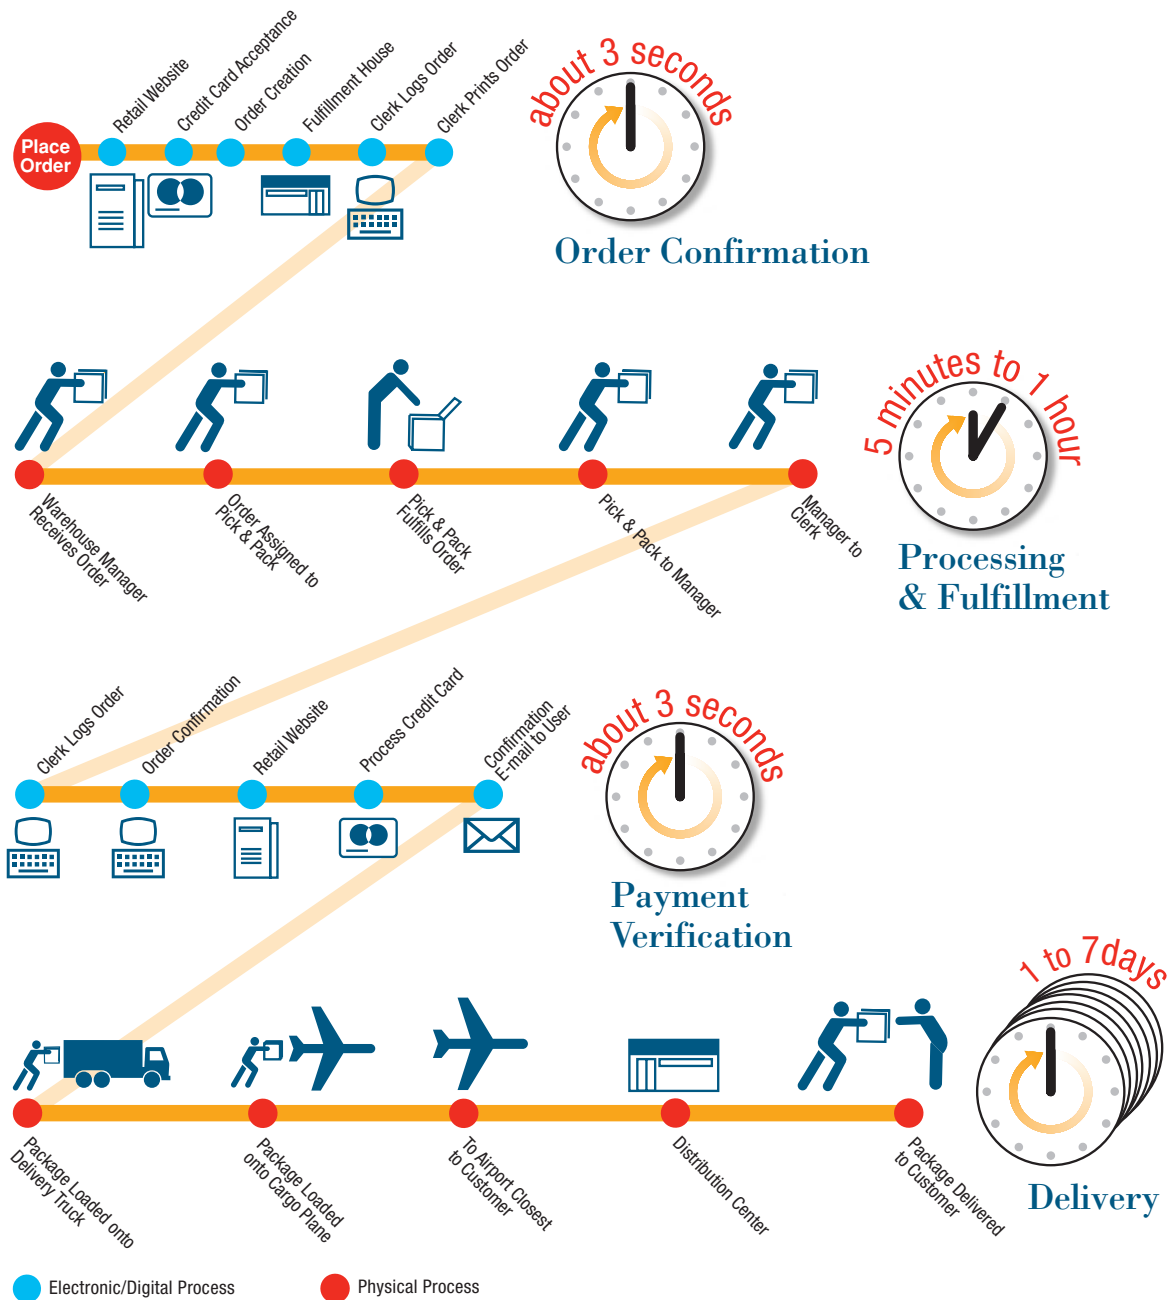 Place
Order
Retail Website
Credit Card Acceptance
Order Creation
Fulfillment House
Clerk Logs Order
Clerk Prints Order
about 3 seconds
Order Confirmation
Warehouse Manager
Receives Order
Order Assigned to
Pick & Pack
Pick & Pack
Fulfills Order
Pick & Pack to Manager
Manager to
Clerk
5 minutes to 1 hour
Processing
& Fulfillment
Clerk Logs Order
Order Confirmation
Retail Website
Process Credit Card
Confirmation
E-mail to User
about 3 seconds
Payment
Verification
Package Loaded onto
Delivery Truck
Package Loaded
onto Cargo Plane
To Airport Closest
to Customer
Distribution Center
Package Delivered
to Customer
1 to 7days
Delivery
Electronic/Digital Process
Physical Process